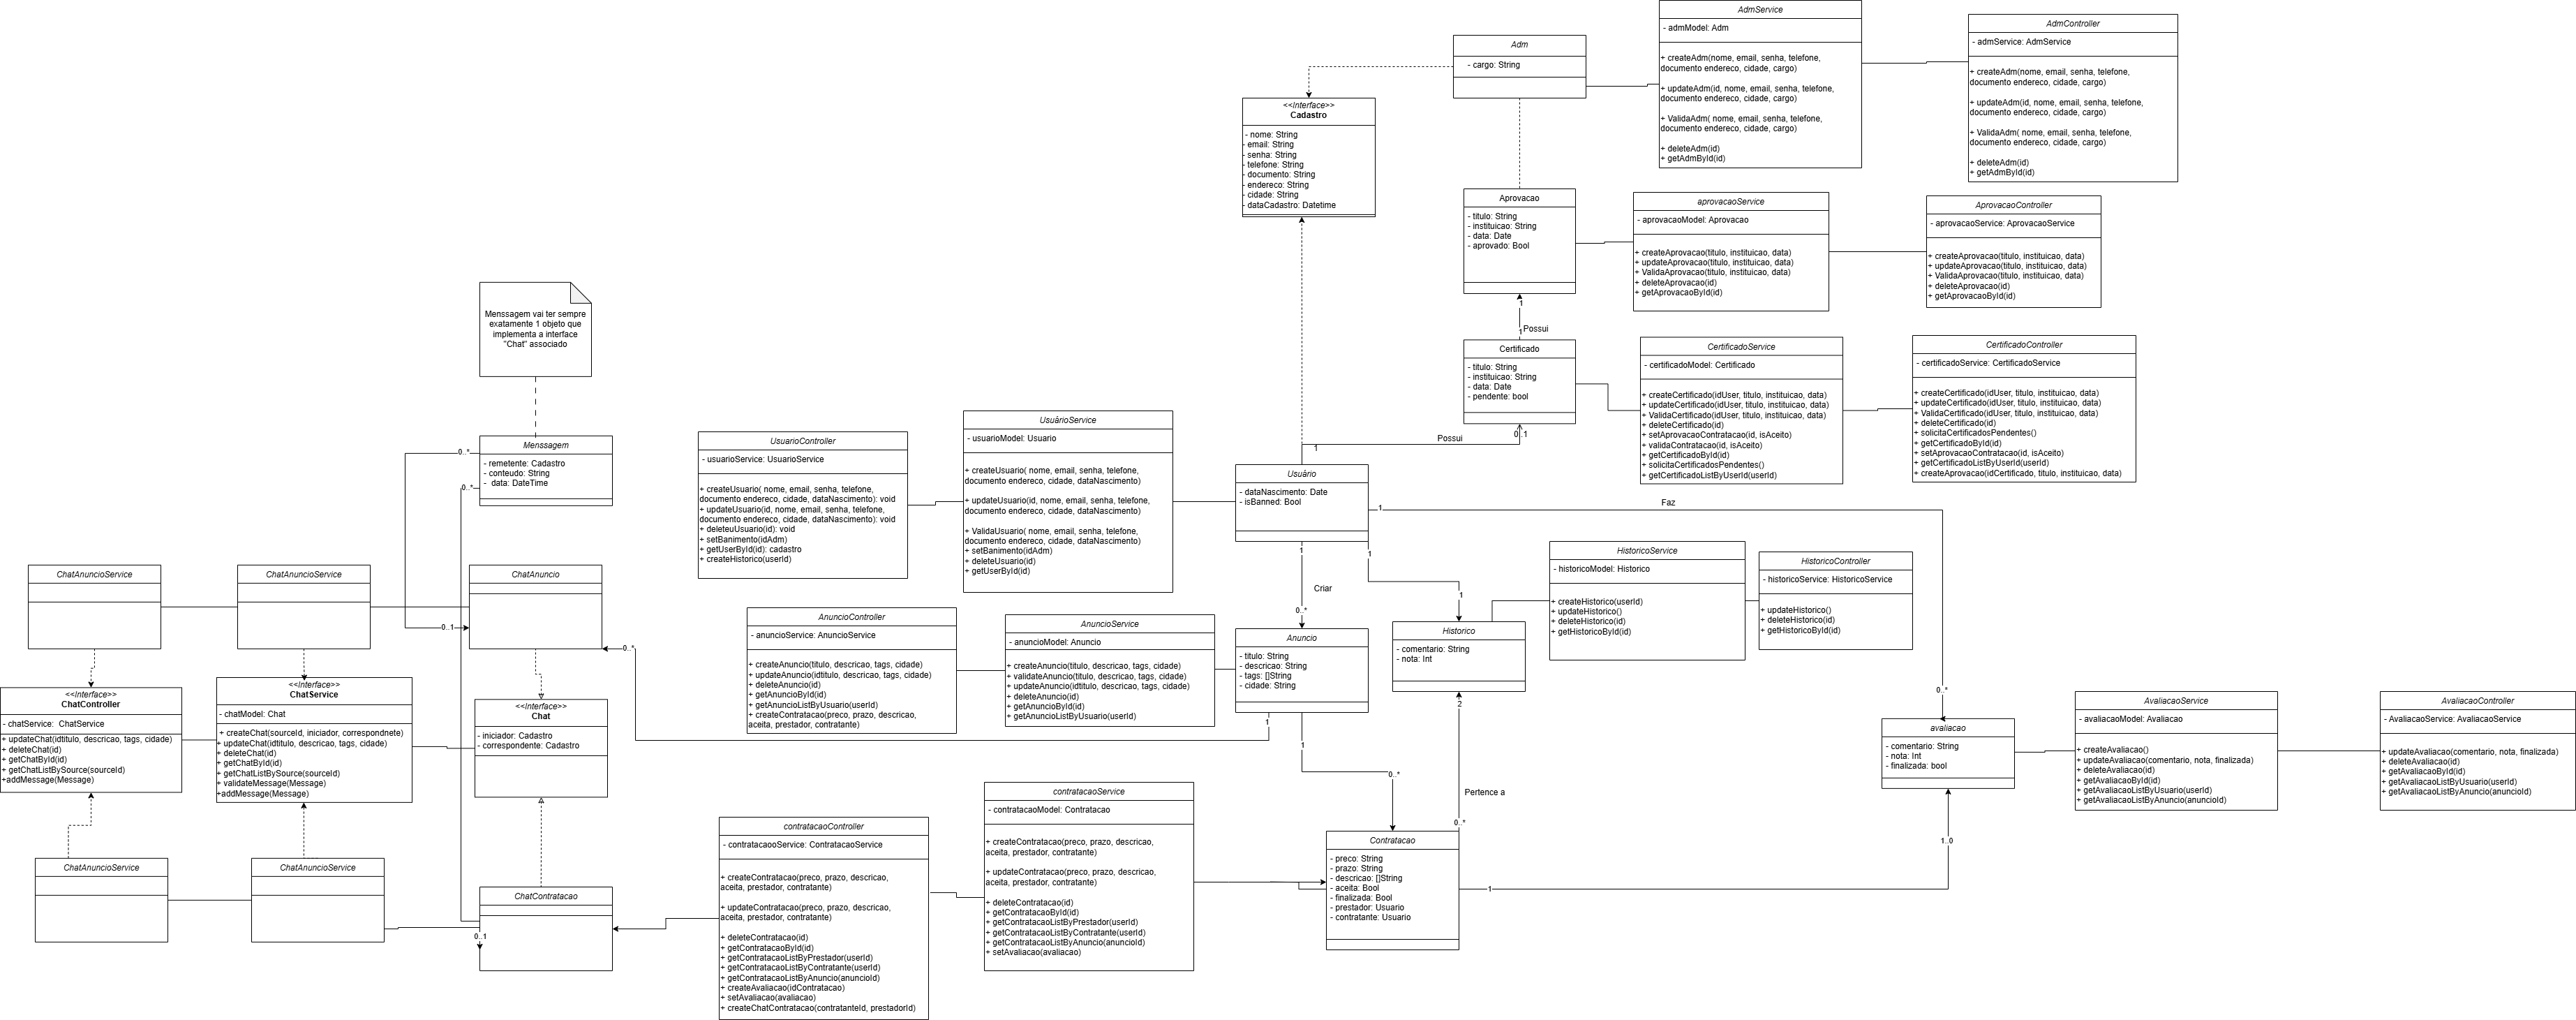 AdmService
- admModel: Adm
+ createAdm(nome, email, senha, telefone,
documento endereco, cidade, cargo)
+ updateAdm(id, nome, email, senha, telefone,
documento endereco, cidade, cargo)
+ ValidaAdm( nome, email, senha, telefone,
documento endereco, cidade, cargo)
+ deleteAdm(id)
+ getAdmById(id)
AdmController
- admService: AdmService
+ createAdm(nome, email, senha, telefone,
documento endereco, cidade, cargo)
+ updateAdm(id, nome, email, senha, telefone,
documento endereco, cidade, cargo)
+ ValidaAdm( nome, email, senha, telefone,
documento endereco, cidade, cargo)
+ deleteAdm(id)
+ getAdmById(id)
Adm
- cargo: String
<<Interface>>
Cadastro
- nome: String
- email: String
- senha: String
- telefone: String
- documento: String
- endereco: String
- cidade: String
- dataCadastro: Datetime
Aprovacao
- titulo: String
- instituicao: String
- data: Date
- aprovado: Bool
aprovacaoService
- aprovacaoModel: Aprovacao
+ createAprovacao(titulo, instituicao, data)
+ updateAprovacao(titulo, instituicao, data)
+ ValidaAprovacao(titulo, instituicao, data)
+ deleteAprovacao(id)
+ getAprovacaoById(id)
AprovacaoController
- aprovacaoService: AprovacaoService
+ createAprovacao(titulo, instituicao, data)
+ updateAprovacao(titulo, instituicao, data)
+ ValidaAprovacao(titulo, instituicao, data)
+ deleteAprovacao(id)
+ getAprovacaoById(id)
1
1
Possui
Certificado
- titulo: String
- instituicao: String
- data: Date
- pendente: bool
CertificadoService
- certificadoModel: Certificado
+ createCertificado(idUser, titulo, instituicao, data)
+ updateCertificado(idUser, titulo, instituicao, data)
+ ValidaCertificado(idUser, titulo, instituicao, data)
+ deleteCertificado(id)
+ setAprovacaoContratacao(id, isAceito)
+ validaContratacao(id, isAceito)
+ getCertificadoById(id)
+ solicitaCertificadosPendentes()
+ getCertificadoListByUserId(userId)
CertificadoController
- certificadoService: CertificadoService
+ createCertificado(idUser, titulo, instituicao, data)
+ updateCertificado(idUser, titulo, instituicao, data)
+ ValidaCertificado(idUser, titulo, instituicao, data)
+ deleteCertificado(id)
+ solicitaCertificadosPendentes()
+ getCertificadoById(id)
+ setAprovacaoContratacao(id, isAceito)
+ getCertificadoListByUserId(userId)
+ createAprovacao(idCertificado, titulo, instituicao, data)
Menssagem vai ter sempre
exatamente 1 objeto que
implementa a interface
"Chat" associado
Menssagem
- remetente: Cadastro
- conteudo: String
- data: DateTime
0..*
0..*
UsuarioController
- usuarioService: UsuarioService
+ createUsuario( nome, email, senha, telefone,
documento endereco, cidade, dataNascimento): void
+ updateUsuario(id, nome, email, senha, telefone,
documento endereco, cidade, dataNascimento): void
+ deleteuUsuario(id): void
+ setBanimento(idAdm)
+ getUserById(id): cadastro
+ createHistorico(userId)
UsuárioService
- usuarioModel: Usuario
+ createUsuario( nome, email, senha, telefone,
documento endereco, cidade, dataNascimento)
+ updateUsuario(id, nome, email, senha, telefone,
documento endereco, cidade, dataNascimento)
+ ValidaUsuario( nome, email, senha, telefone,
documento endereco, cidade, dataNascimento)
+ setBanimento(idAdm)
+ deleteUsuario(id)
+ getUserById(id)
1
Possui
0..1
Usuário
- dataNascimento: Date
- isBanned: Bool
1
Faz
1
1
Criar
0..*
1
HistoricoService
- historicoModel: Historico
+ createHistorico(userId)
+ updateHistorico()
+ deleteHistorico(id)
+ getHistoricoById(id)
HistoricoController
- historicoService: HistoricoService
+ updateHistorico()
+ deleteHistorico(id)
+ getHistoricoById(id)
ChatAnuncioService
ChatAnuncioService
ChatAnuncio
0..1
0..*
AnuncioController
- anuncioService: AnuncioService
+ createAnuncio(titulo, descricao, tags, cidade)
+ updateAnuncio(idtitulo, descricao, tags, cidade)
+ deleteAnuncio(id)
+ getAnuncioById(id)
+ getAnuncioListByUsuario(userId)
+ createContratacao(preco, prazo, descricao,
aceita, prestador, contratante)
AnuncioService
- anuncioModel: Anuncio
+ createAnuncio(titulo, descricao, tags, cidade)
+ validateAnuncio(titulo, descricao, tags, cidade)
+ updateAnuncio(idtitulo, descricao, tags, cidade)
+ deleteAnuncio(id)
+ getAnuncioById(id)
+ getAnuncioListByUsuario(userId)
Anuncio
- titulo: String
- descricao: String
- tags: []String
- cidade: String
Historico
- comentario: String
- nota: Int
1
1
0..*
2
Pertence a
0..*
<<Interface>>
ChatController
- chatService: ChatService
+ updateChat(idtitulo, descricao, tags, cidade)
+ deleteChat(id)
+ getChatById(id)
+ getChatListBySource(sourceId)
+addMessage(Message)
<<Interface>>
ChatService
- chatModel: Chat
+ createChat(sourceId, iniciador, correspondnete)
+ updateChat(idtitulo, descricao, tags, cidade)
+ deleteChat(id)
+ getChatById(id)
+ getChatListBySource(sourceId)
+ validateMessage(Message)
+addMessage(Message)
<<Interface>>
Chat
- iniciador: Cadastro
- correspondente: Cadastro
0..*
avaliacao
- comentario: String
- nota: Int
- finalizada: bool
AvaliacaoService
- avaliacaoModel: Avaliacao
+ createAvaliacao()
+ updateAvaliacao(comentario, nota, finalizada)
+ deleteAvaliacao(id)
+ getAvaliacaoById(id)
+ getAvaliacaoListByUsuario(userId)
+ getAvaliacaoListByAnuncio(anuncioId)
AvaliacaoController
- AvaliacaoService: AvaliacaoService
+ updateAvaliacao(comentario, nota, finalizada)
+ deleteAvaliacao(id)
+ getAvaliacaoById(id)
+ getAvaliacaoListByUsuario(userId)
+ getAvaliacaoListByAnuncio(anuncioId)
1..0
1
ChatAnuncioService
ChatAnuncioService
ChatContratacao
0..1
contratacaoController
- contratacaooService: ContratacaoService
+ createContratacao(preco, prazo, descricao,
aceita, prestador, contratante)
+ updateContratacao(preco, prazo, descricao,
aceita, prestador, contratante)
+ deleteContratacao(id)
+ getContratacaoById(id)
+ getContratacaoListByPrestador(userId)
+ getContratacaoListByContratante(userId)
+ getContratacaoListByAnuncio(anuncioId)
+ createAvaliacao(idContratacao)
+ setAvaliacao(avaliacao)
+ createChatContratacao(contratanteId, prestadorId)
contratacaoService
- contratacaoModel: Contratacao
+ createContratacao(preco, prazo, descricao,
aceita, prestador, contratante)
+ updateContratacao(preco, prazo, descricao,
aceita, prestador, contratante)
+ deleteContratacao(id)
+ getContratacaoById(id)
+ getContratacaoListByPrestador(userId)
+ getContratacaoListByContratante(userId)
+ getContratacaoListByAnuncio(anuncioId)
+ setAvaliacao(avaliacao)
Contratacao
- preco: String
- prazo: String
- descricao: []String
- aceita: Bool
- finalizada: Bool
- prestador: Usuario
- contratante: Usuario